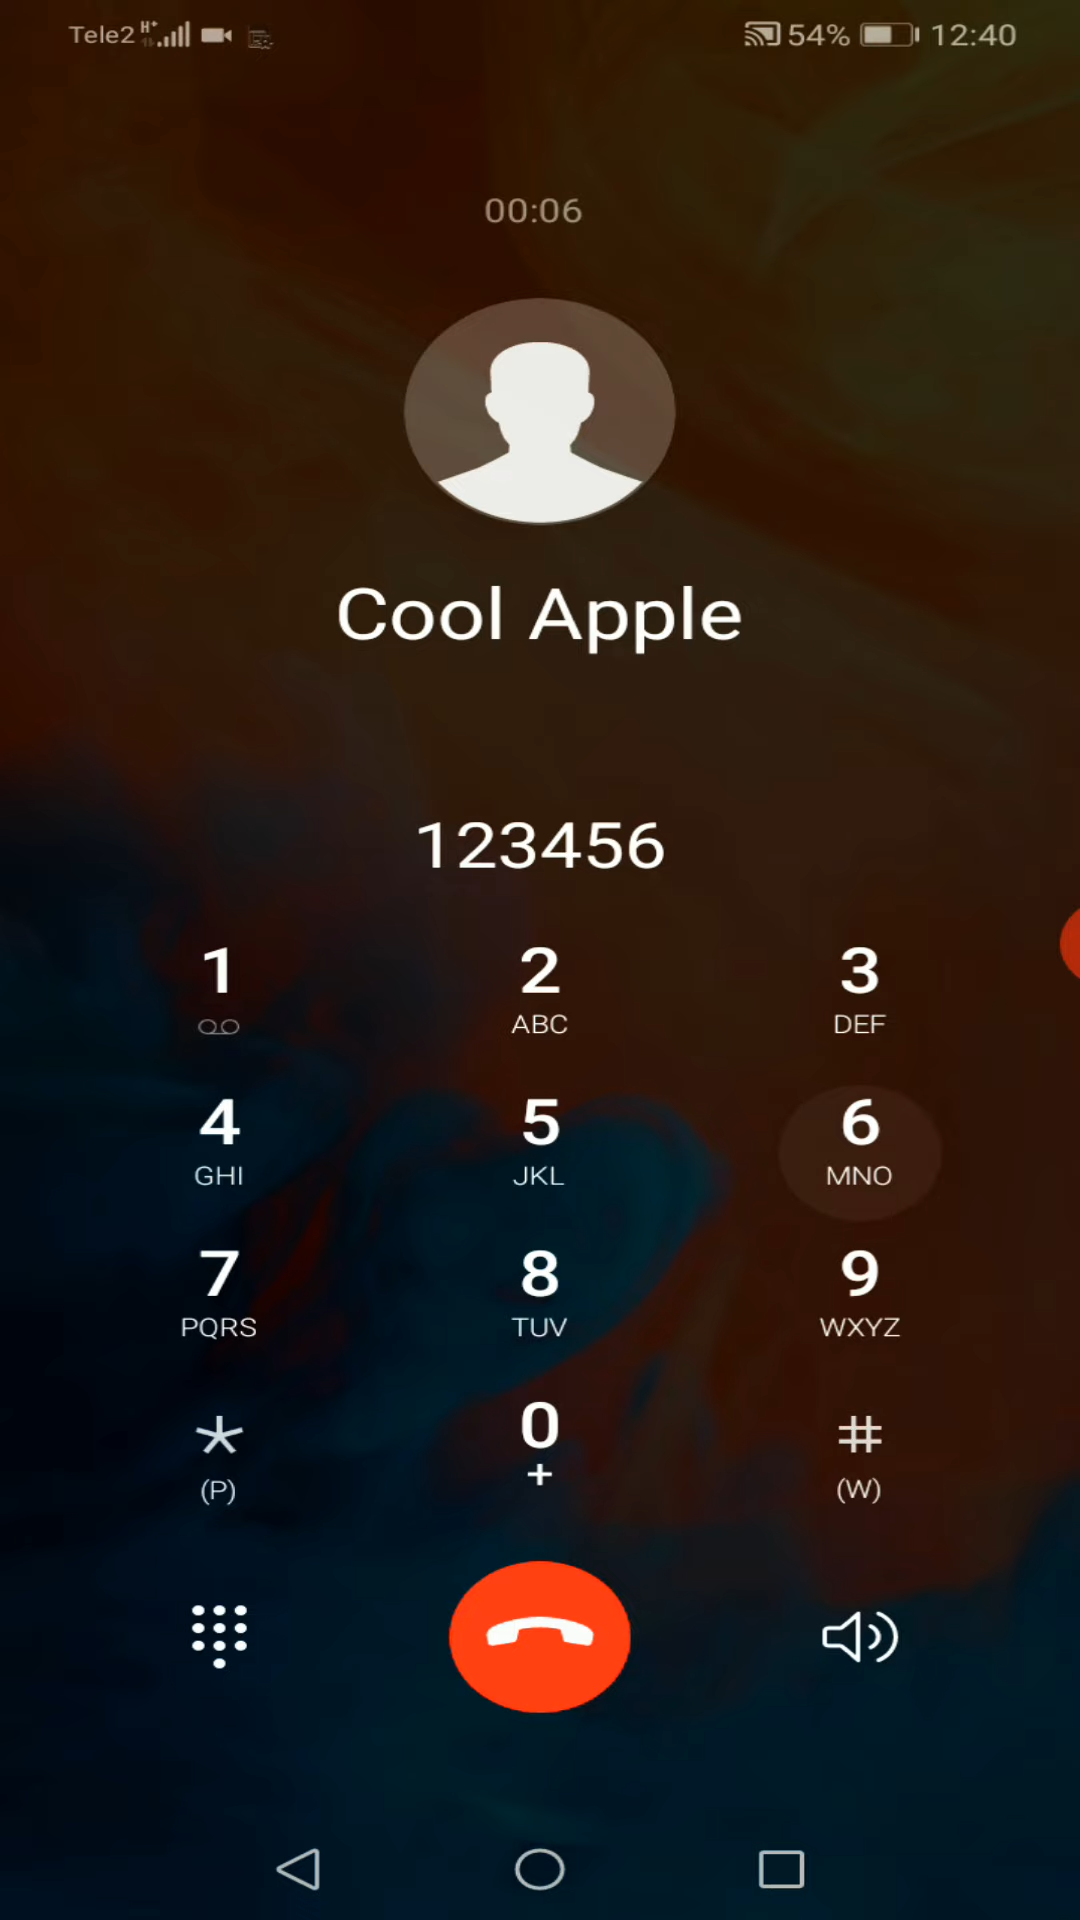 Tele2 H+ 54% 12:40
00:06
Cool Apple
123456
1 2 3
ABC DEF
4 5 6
GHI JKL MNO
7 8 9
PQRS TUV WXYZ
* 0 #
(P) + (W)